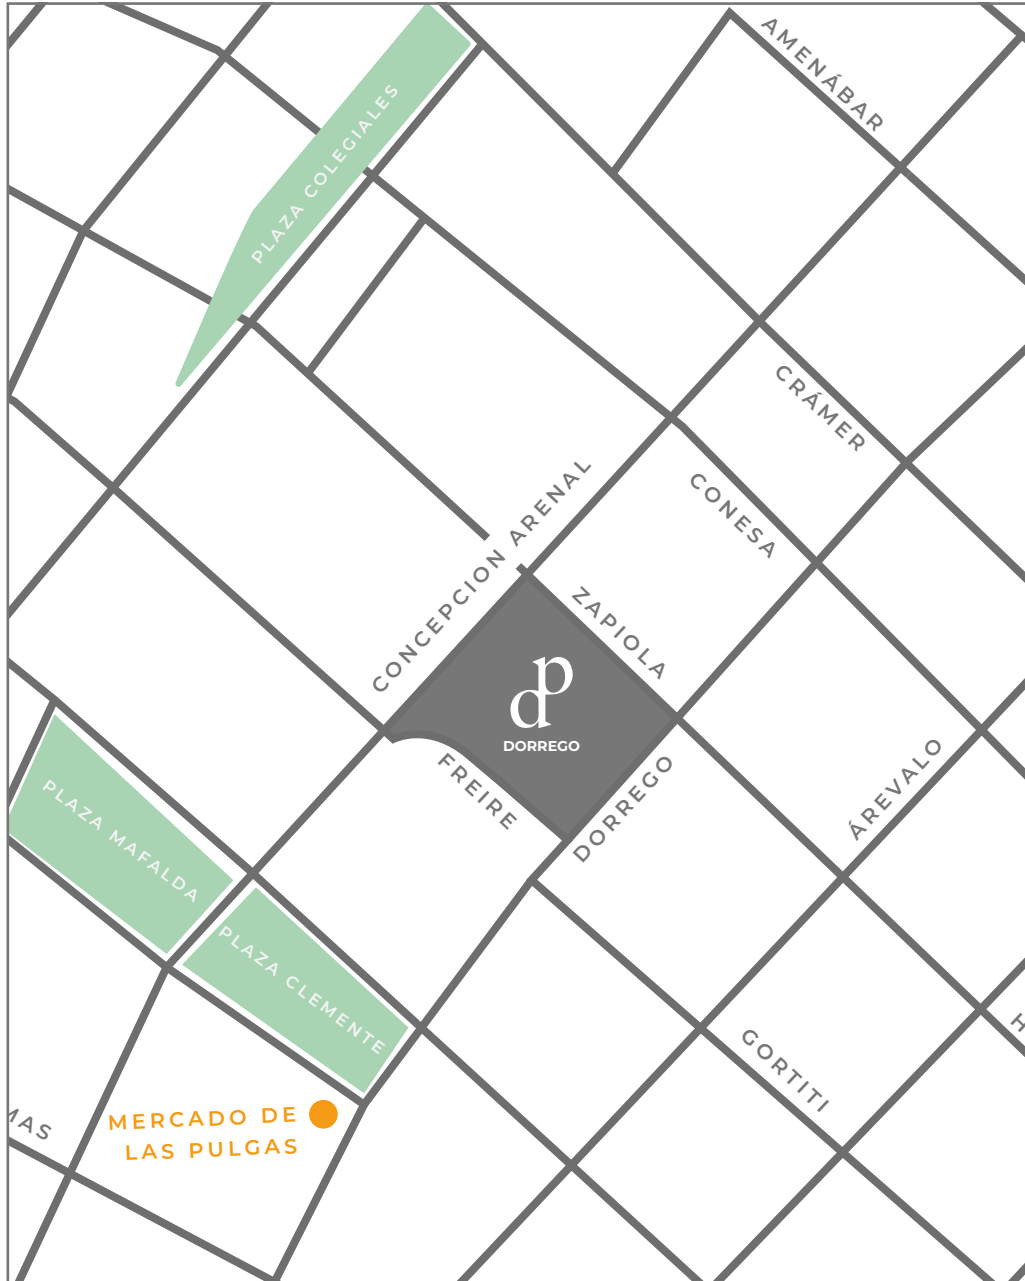 AMENÁBAR
PLAZA COLEGIALES
CRÁMER
CONCEPCION ARENAL
CONESA
ZAPIOLA
dp
DORREGO
FREIRE
DORREGO
ÁREVALO
PLAZA MAFALDA
PLAZA CLEMENTE
GORTITI
MERCADO DE
LAS PULGAS